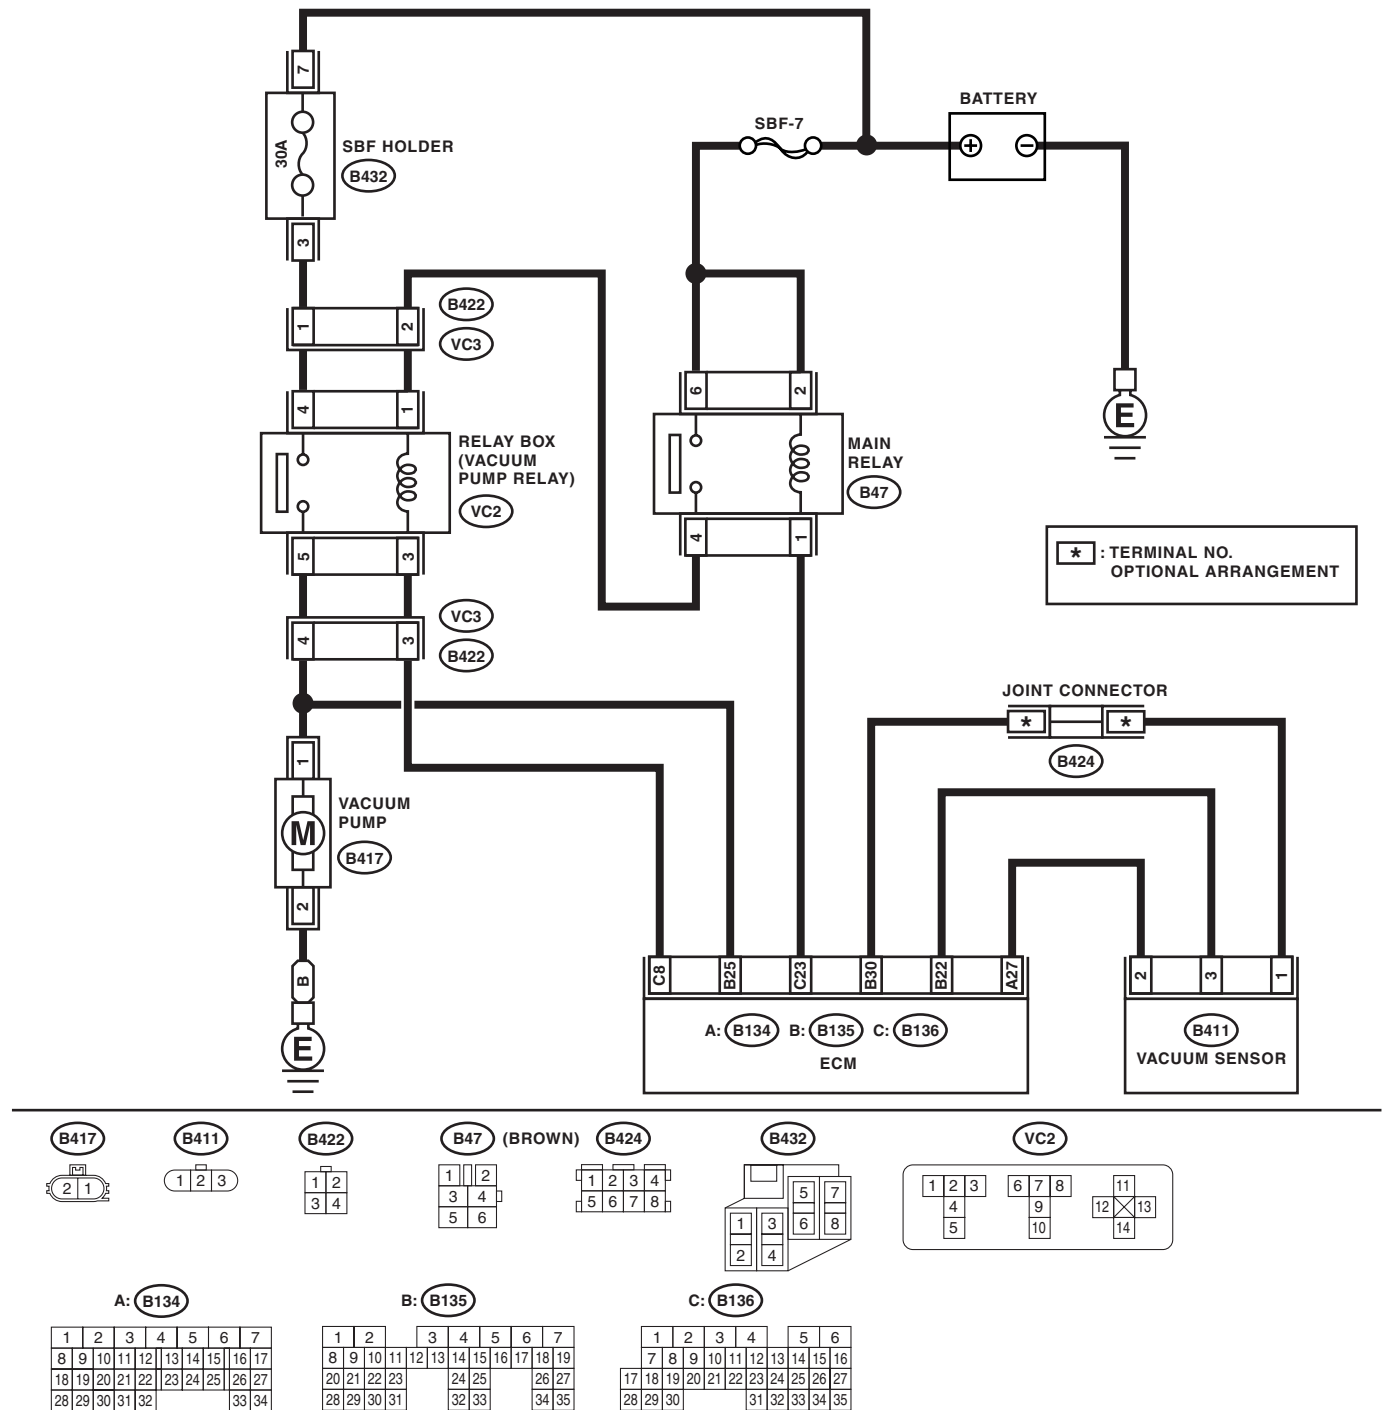 7
BATTERY
SBF-7
30A
SBF HOLDER
B432
+
−
3
B422
1
2
VC3
6
2
E
4
1
RELAY BOX
(VACUUM
PUMP RELAY)
VC2
MAIN
RELAY
B47
5
3
4
1
* : TERMINAL NO.
OPTIONAL ARRANGEMENT
VC3
4
3
B422
JOINT CONNECTOR
*
*
B424
1
VACUUM
PUMP
M
B417
2
C8
B25
C23
B30
B22
A27
2
3
1
B
A: B134 B: B135 C: B136
ECM
B411
VACUUM SENSOR
E
B417
B411
B422
B47 (BROWN)
B424
B432
VC2
2 1
1 2 3
1 2
3 4
1 2
3 4
5 6
1 2 3 4
5 6 7 8
5 7
6 8
1 3
2 4
1 2 3
4
5
6 7 8
9
10
11
12 13
14
A: B134
1 2 3 4 5 6 7
8 9 10 11 12 13 14 15 16 17
18 19 20 21 22 23 24 25 26 27
28 29 30 31 32 33 34
B: B135
1 2 3 4 5 6 7
8 9 10 11 12 13 14 15 16 17 18 19
20 21 22 23 24 25 26 27
28 29 30 31 32 33 34 35
C: B136
1 2 3 4 5 6
7 8 9 10 11 12 13 14 15 16
17 18 19 20 21 22 23 24 25 26 27
28 29 30 31 32 33 34 35